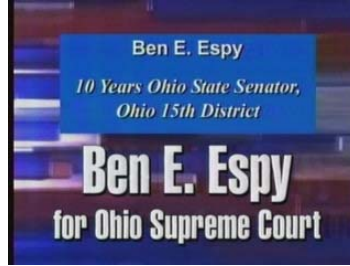 Ben E. Espy
10 Years Ohio State Senator,
Ohio 15th District
Ben E. Espy
for Ohio Supreme Court